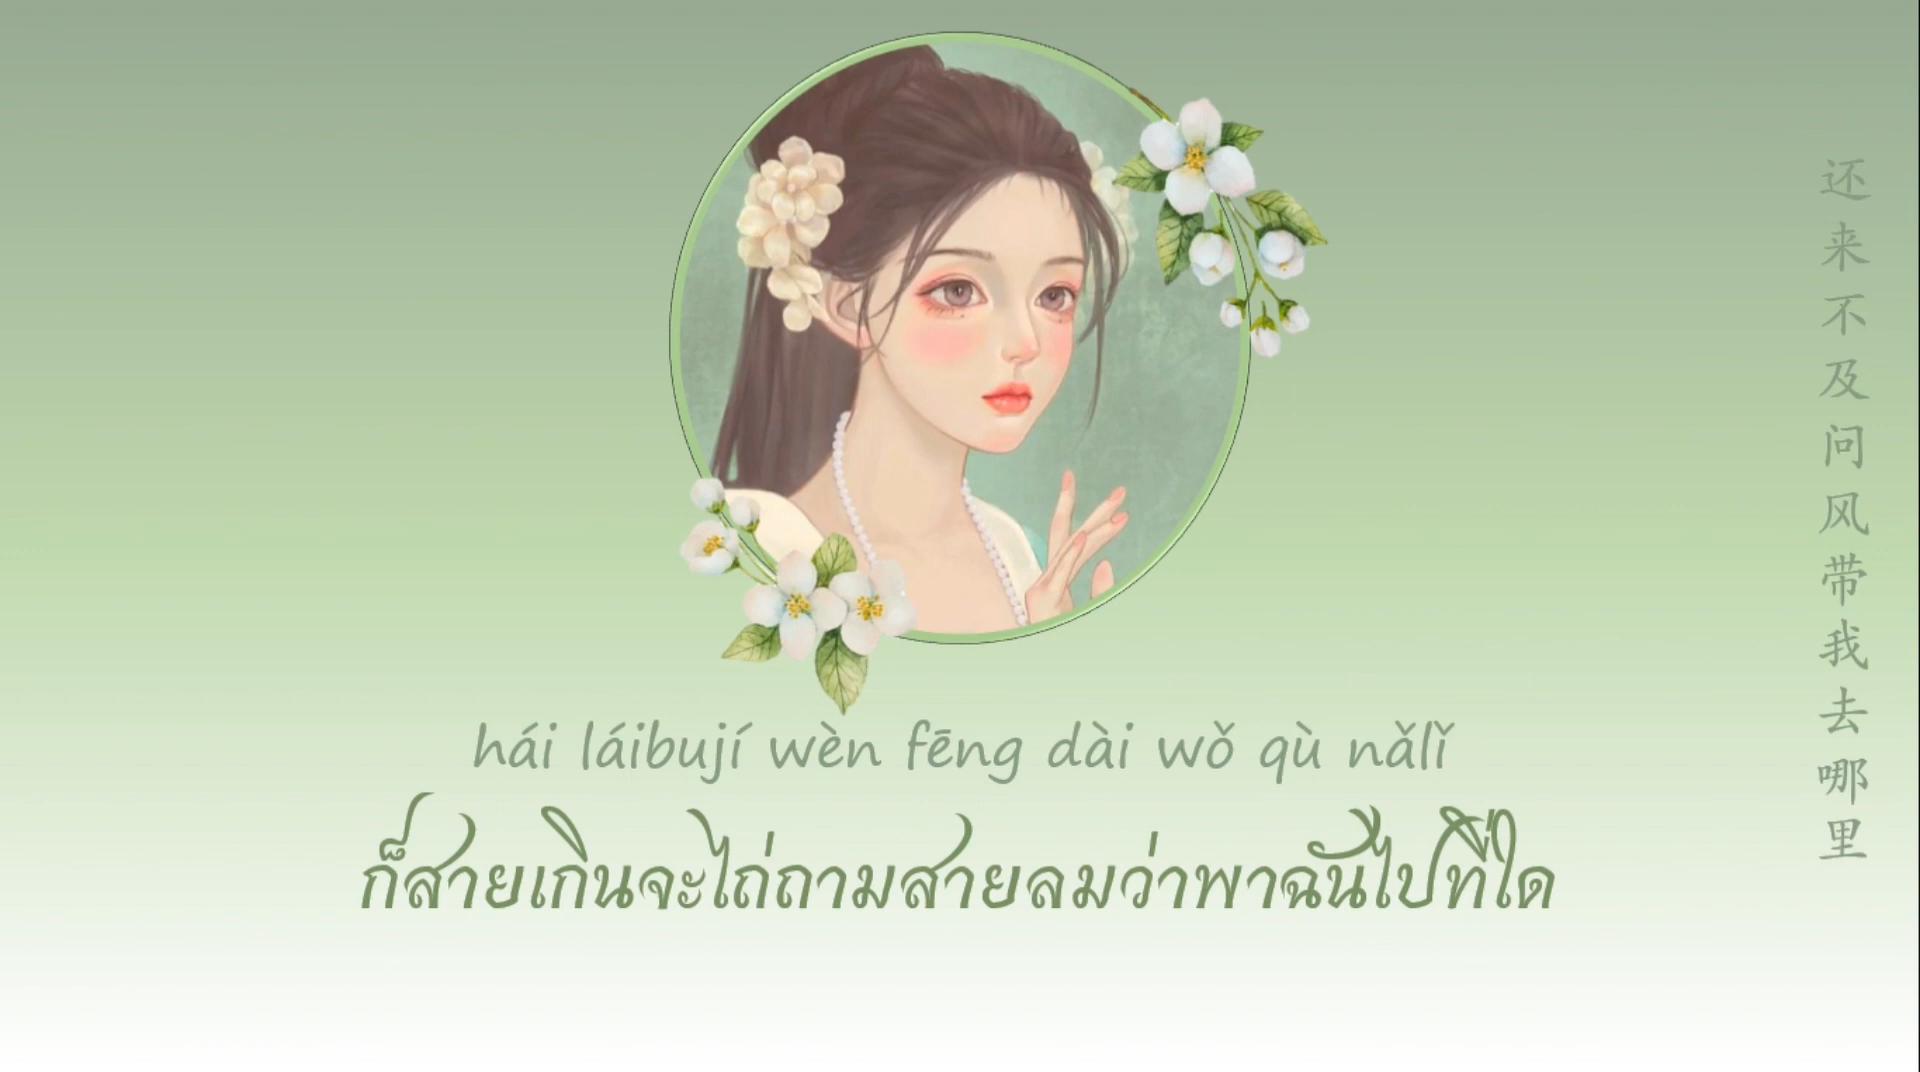 hái láibují wèn fēng dài wǒ qù nǎlǐ
ก็สายเกินจะไถ่ถามสายลมว่าพาฉันไปที่ใด
还来不及问风带我去哪里